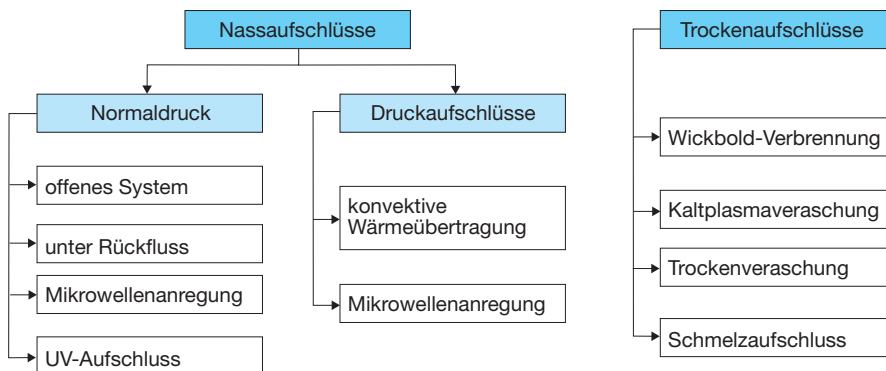 Nassaufschlüsse
Normaldruck
offenes System
unter Rückfluss
Mikrowellenanregung
UV-Aufschluss
Druckaufschlüsse
konvektive
Wärmeübertragung
Mikrowellenanregung
Trockenaufschlüsse
Wickbold-Verbrennung
Kaltplasmaveraschung
Trockenveraschung
Schmelzaufschluss